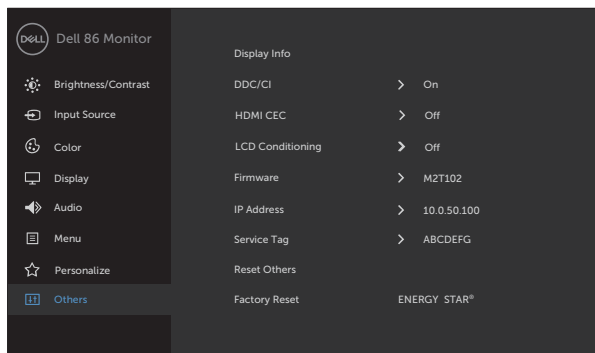 DELL Dell 86 Monitor
Brightness/Contrast
Input Source
Color
Display
Audio
Menu
Personalize
Others
Display Info
DDC/CI > On
HDMI CEC > Off
LCD Conditioning > Off
Firmware > M2T102
IP Address > 10.0.50.100
Service Tag > ABCDEFG
Reset Others
Factory Reset ENERGY STAR®